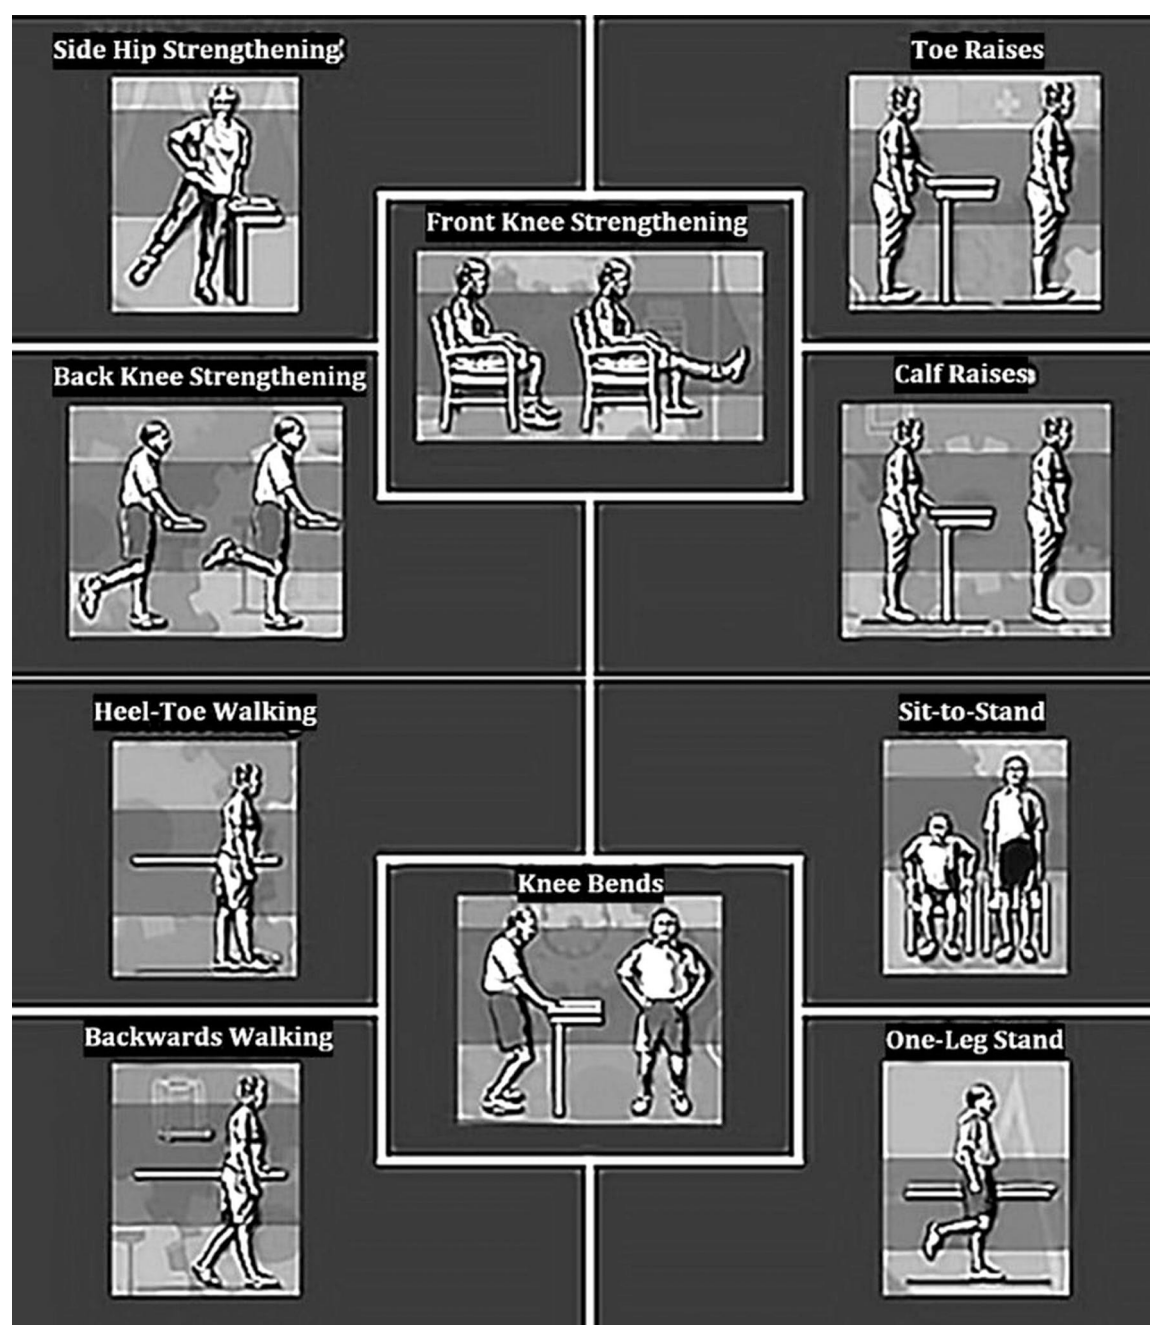 Side Hip Strengthening
Toe Raises
Front Knee Strengthening
Back Knee Strengthening
Calf Raises
Heel-Toe Walking
Sit-to-Stand
Knee Bends
Backwards Walking
One-Leg Stand